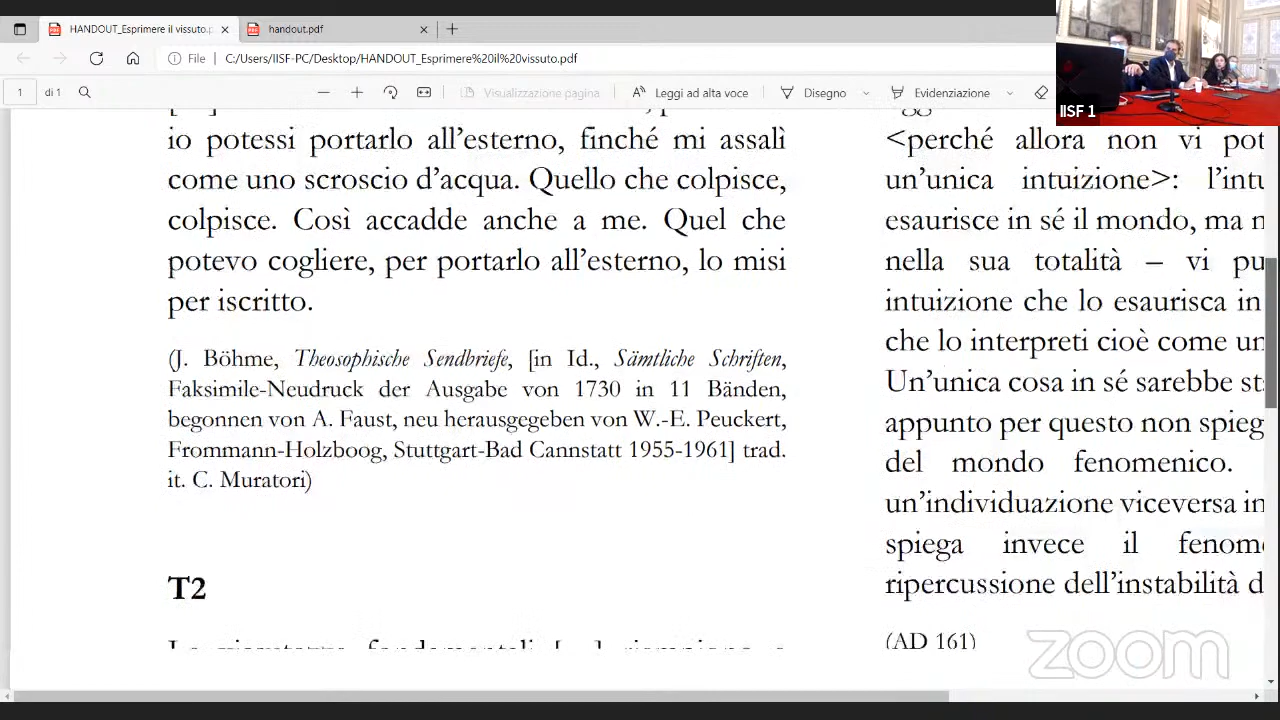 HANDOUT_Esprimere il vissuto.p
handout.pdf
File
C:/Users/IISF-PC/Desktop/HANDOUT_Esprimere%20il%20vissuto.pdf
1
di 1
Visualizzazione pagina
Leggi ad alta voce
Disegno
Evidenziazione
IISF 1
io potessi portarlo all’esterno, finché mi assalì
come uno scroscio d’acqua. Quello che colpisce,
colpisce. Così accadde anche a me. Quel che
potevo cogliere, per portarlo all’esterno, lo misi
per iscritto.
(J. Böhme, Theosophische Sendbriefe, [in Id., Sämtliche Schriften,
Faksimile-Neudruck der Ausgabe von 1730 in 11 Bänden,
begonnen von A. Faust, neu herausgegeben von W.-E. Peuckert,
Frommann-Holzboog, Stuttgart-Bad Cannstatt 1955-1961] trad.
it. C. Muratori)
T2
<perché allora non vi pot
un’unica intuizione>: l’intu
esaurisce in sé il mondo, ma n
nella sua totalità – vi pu
intuizione che lo esaurisca in
che lo interpreti cioè come un
Un’unica cosa in sé sarebbe sta
appunto per questo non spieg
del mondo fenomenico.
un’individuazione viceversa in
spiega invece il fenom
ripercussione dell’instabilità d
(AD 161)
zoom